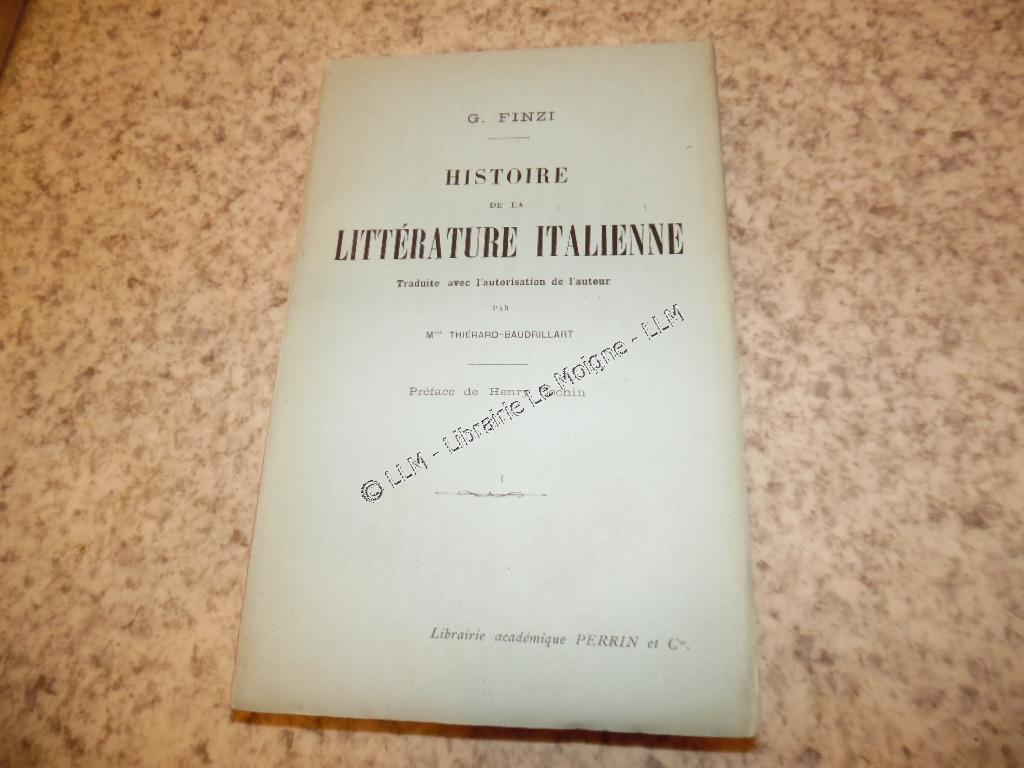 G. FINZI
HISTOIRE
DE LA
LITTÉRATURE ITALIENNE
Traduite avec l'autorisation de l'auteur
PAR
Mme THIÉRARD-BAUDRILLART
Préface de Henry
© LLM - Librairie Le Moigne - LLM
Librairie académique PERRIN et Cie.